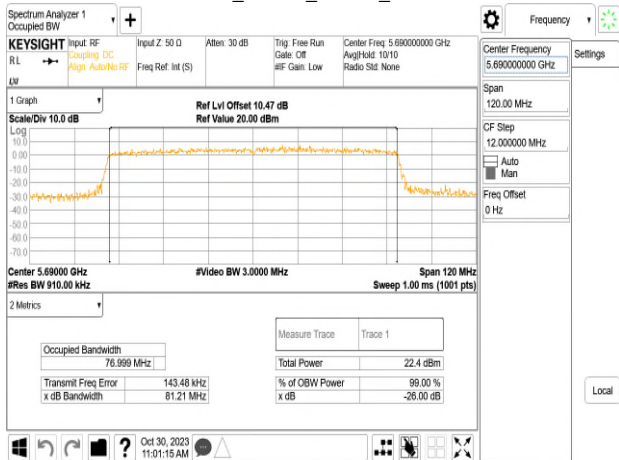 Spectrum Analyzer 1
Occupied BW
Frequency
KEYSIGHT
RL
Input: RF
Coupling: DC
Align: Auto/No RF
Input Z: 50 Ω
Freq Ref: Int (S)
Atten: 30 dB
Trig: Free Run
Gate: Off
#IF Gain: Low
Center Freq: 5.690000000 GHz
Avg|Hold: 10/10
Radio Std: None
LXI
Center Frequency
5.690000000 GHz
Settings
Span
120.00 MHz
CF Step
12.000000 MHz
Auto
Man
Freq Offset
0 Hz
1 Graph
Scale/Div 10.0 dB
Ref Lvl Offset 10.47 dB
Ref Value 20.00 dBm
Log
10.0
0.00
-10.0
-20.0
-30.0
-40.0
-50.0
-60.0
-70.0
Center 5.69000 GHz
#Video BW 3.0000 MHz
Span 120 MHz
#Res BW 910.00 kHz
Sweep 1.00 ms (1001 pts)
2 Metrics
Measure Trace Trace 1
Occupied Bandwidth
76.999 MHz
Total Power 22.4 dBm
Transmit Freq Error 143.48 kHz
% of OBW Power 99.00 %
x dB Bandwidth 81.21 MHz
x dB -26.00 dB
Local
Oct 30, 2023
11:01:15 AM